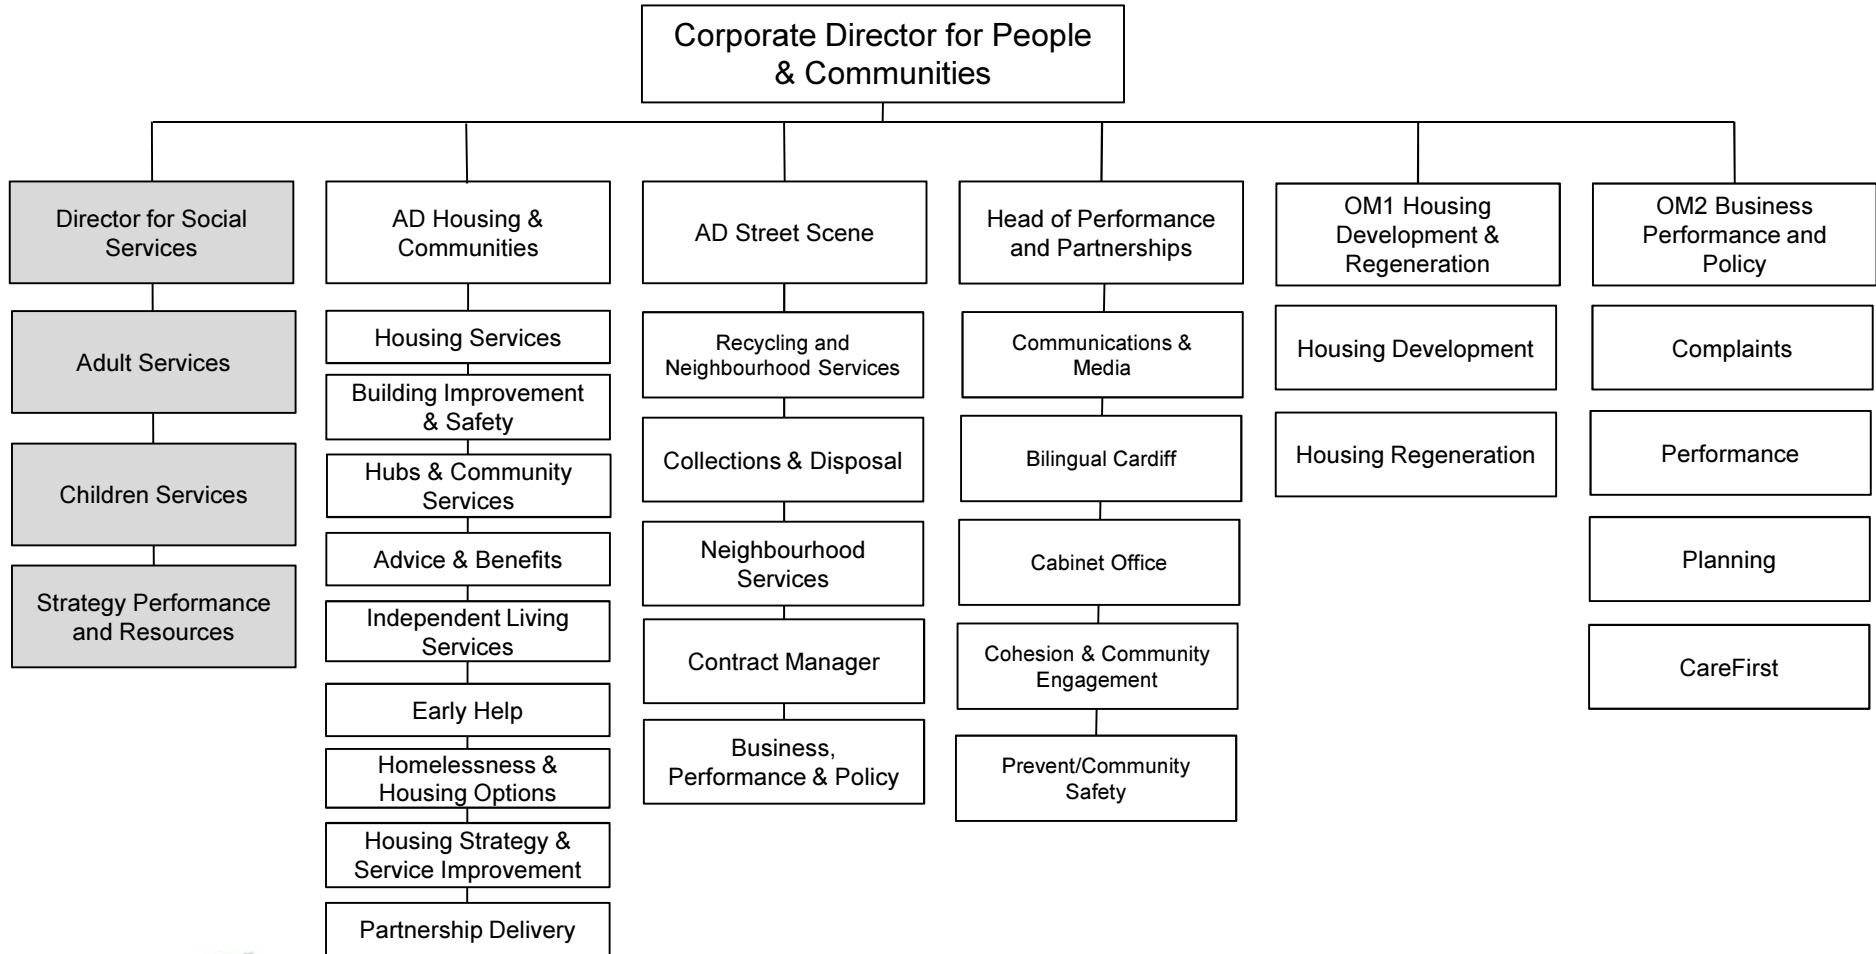 Corporate Director for People
& Communities
Director for Social
Services
Adult Services
Children Services
Strategy Performance
and Resources
AD Housing &
Communities
Housing Services
Building Improvement
& Safety
Hubs & Community
Services
Advice & Benefits
Independent Living
Services
Early Help
Homelessness &
Housing Options
Housing Strategy &
Service Improvement
Partnership Delivery
AD Street Scene
Recycling and
Neighbourhood Services
Collections & Disposal
Neighbourhood
Services
Contract Manager
Business,
Performance & Policy
Head of Performance
and Partnerships
Communications &
Media
Bilingual Cardiff
Cabinet Office
Cohesion & Community
Engagement
Prevent/Community
Safety
OM1 Housing
Development &
Regeneration
Housing Development
Housing Regeneration
OM2 Business
Performance and
Policy
Complaints
Performance
Planning
CareFirst